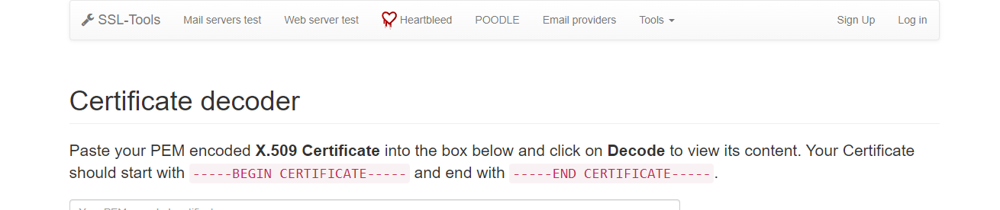 SSL-Tools Mail servers test Web server test Heartbleed POODLE Email providers Tools Sign Up Log in
Certificate decoder
Paste your PEM encoded X.509 Certificate into the box below and click on Decode to view its content. Your Certificate
should start with -----BEGIN CERTIFICATE----- and end with -----END CERTIFICATE-----.